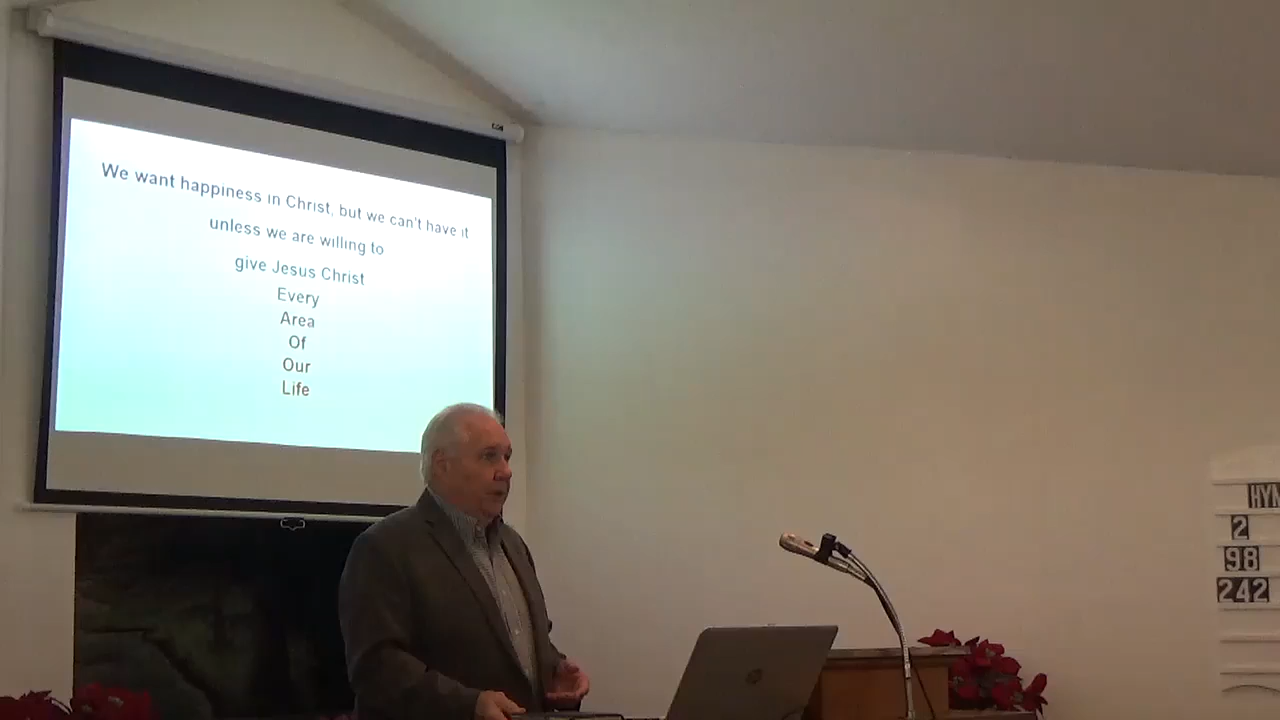 We want happiness in Christ, but we can't have it
unless we are willing to
give Jesus Christ
Every
Area
Of
Our
Life
HYM
2
98
242
hp